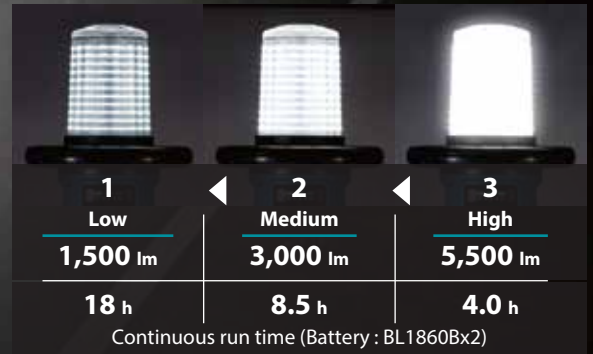 1 2 3
Low Medium High
1,500 lm 3,000 lm 5,500 lm
18 h 8.5 h 4.0 h
Continuous run time (Battery : BL1860Bx2)